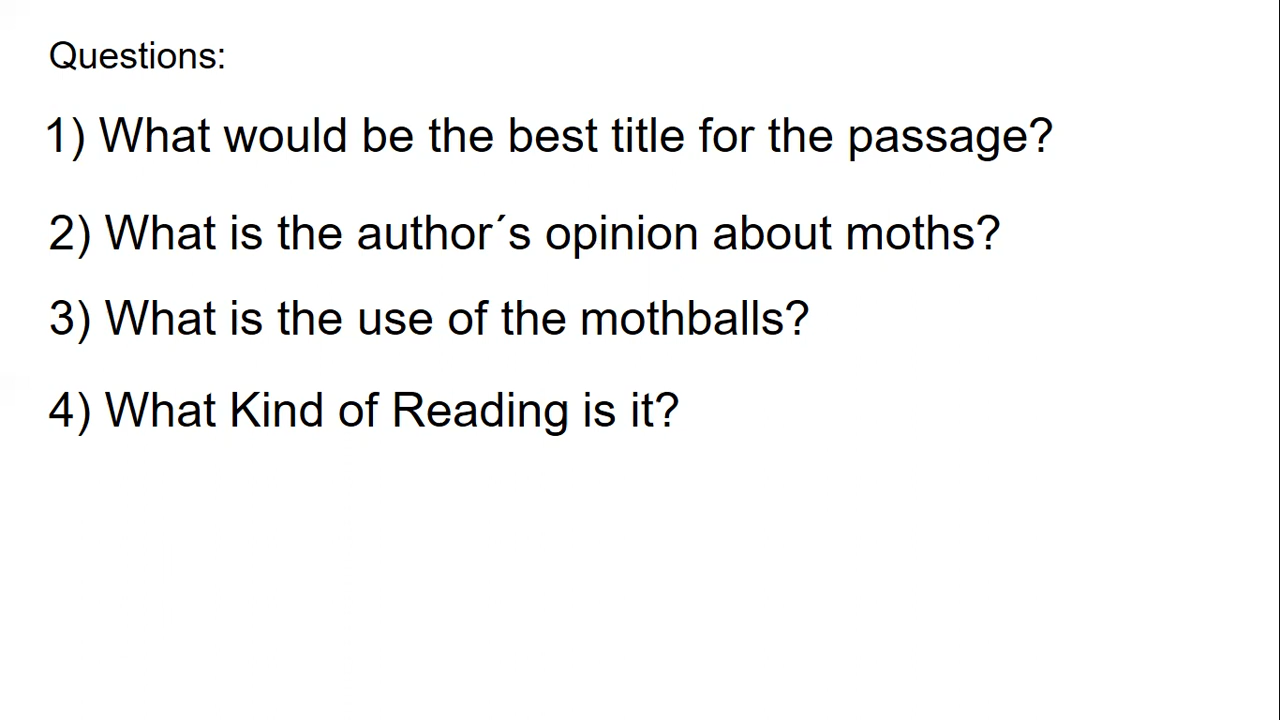 Questions:
1) What would be the best title for the passage?
2) What is the author´s opinion about moths?
3) What is the use of the mothballs?
4) What Kind of Reading is it?